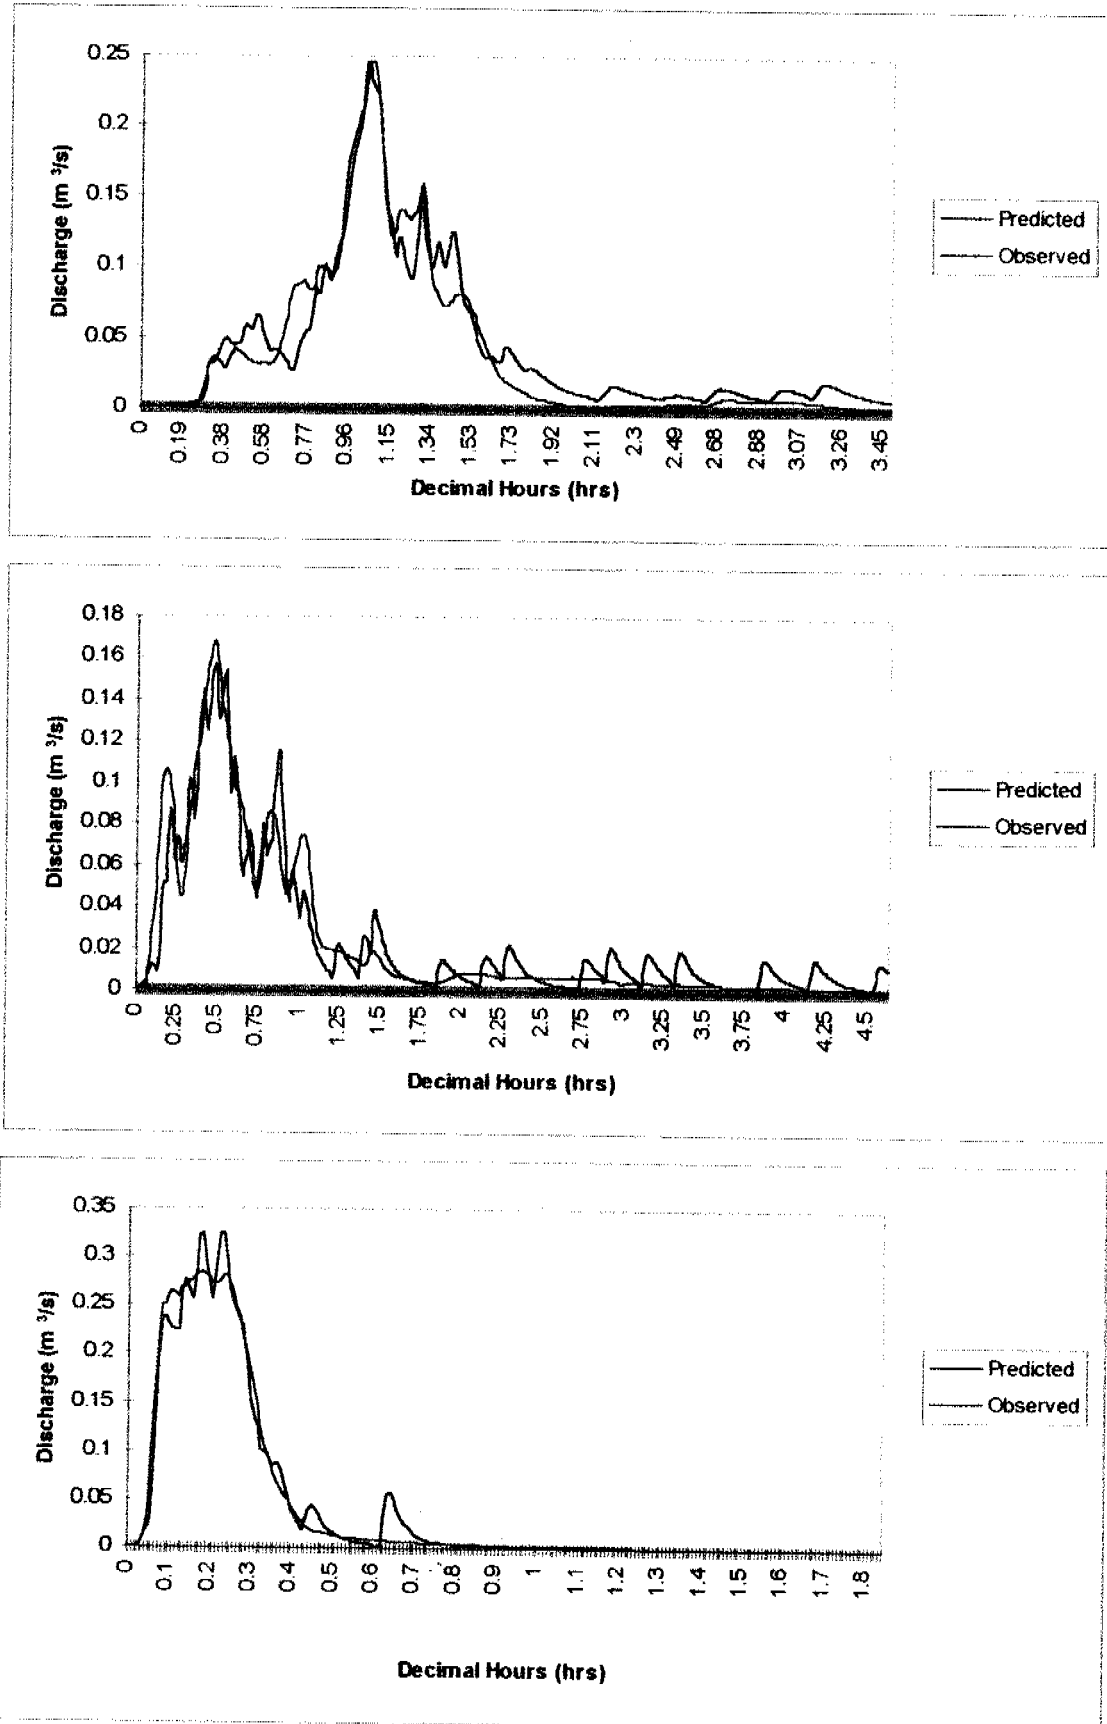 0.25
0.2
0.15
0.1
0.05
0
Discharge (m ³/s)
0 0.19 0.38 0.58 0.77 0.96 1.15 1.34 1.53 1.73 1.92 2.11 2.3 2.49 2.68 2.88 3.07 3.26 3.45
Decimal Hours (hrs)
Predicted
Observed
0.18
0.16
0.14
0.12
0.1
0.08
0.06
0.04
0.02
0
Discharge (m ³/s)
0 0.25 0.5 0.75 1 1.25 1.5 1.75 2 2.25 2.5 2.75 3 3.25 3.5 3.75 4 4.25 4.5
Decimal Hours (hrs)
Predicted
Observed
0.35
0.3
0.25
0.2
0.15
0.1
0.05
0
Discharge (m ³/s)
0 0.1 0.2 0.3 0.4 0.5 0.6 0.7 0.8 0.9 1 1.1 1.2 1.3 1.4 1.5 1.6 1.7 1.8
Decimal Hours (hrs)
Predicted
Observed